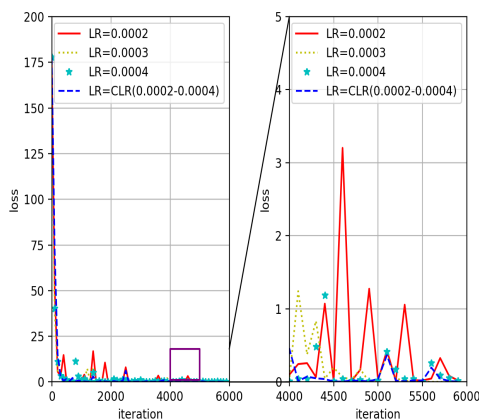 200
175
150
125
100
75
50
25
0
loss
0
2000
4000
6000
iteration
LR=0.0002
LR=0.0003
LR=0.0004
LR=CLR(0.0002-0.0004)
5
4
3
2
1
0
loss
4000
4500
5000
5500
6000
iteration
LR=0.0002
LR=0.0003
LR=0.0004
LR=CLR(0.0002-0.0004)